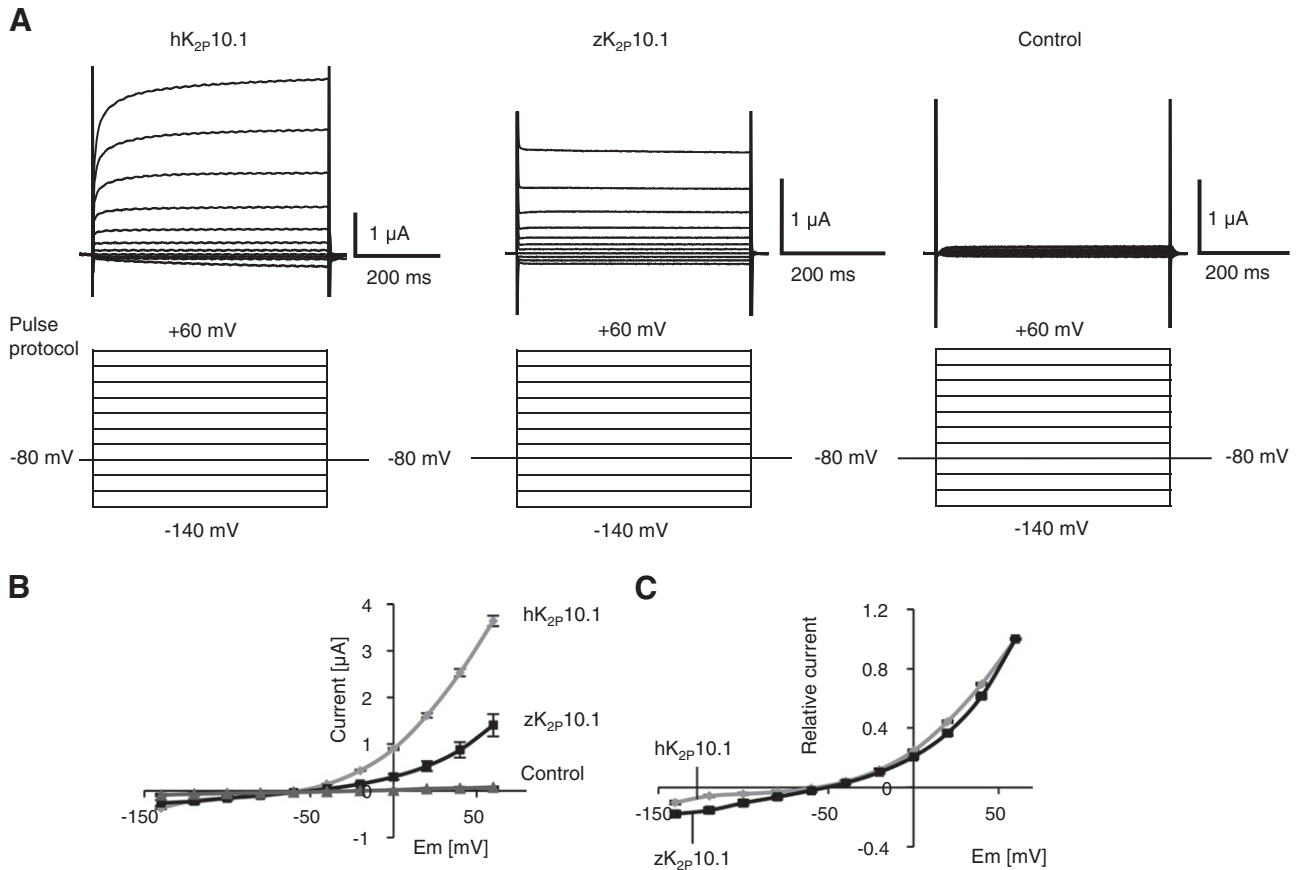 A
hK2P10.1
zK2P10.1
Control
1 µA
200 ms
1 µA
200 ms
1 µA
200 ms
Pulse
protocol
+60 mV
+60 mV
+60 mV
-80 mV
-80 mV
-80 mV
-80 mV
-140 mV
-140 mV
-140 mV
B
Current [µA]
4
3
2
1
-1
-150
-50
0
50
Em [mV]
hK2P10.1
zK2P10.1
Control
C
Relative current
1.2
0.8
0.4
-0.4
-150
-50
0
50
Em [mV]
hK2P10.1
zK2P10.1